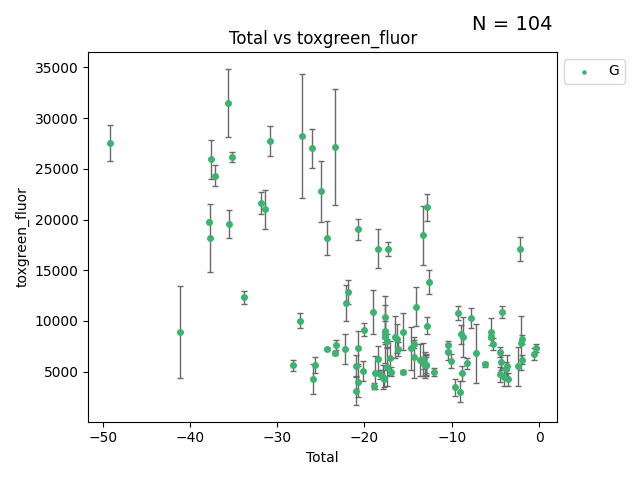 N = 104
Total vs toxgreen_fluor
G
toxgreen_fluor
35000
30000
25000
20000
15000
10000
5000
−50 −40 −30 −20 −10 0
Total